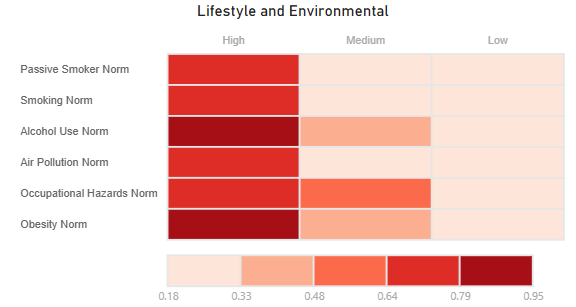 Lifestyle and Environmental
High Medium Low
Passive Smoker Norm
Smoking Norm
Alcohol Use Norm
Air Pollution Norm
Occupational Hazards Norm
Obesity Norm
0.18 0.33 0.48 0.64 0.79 0.95